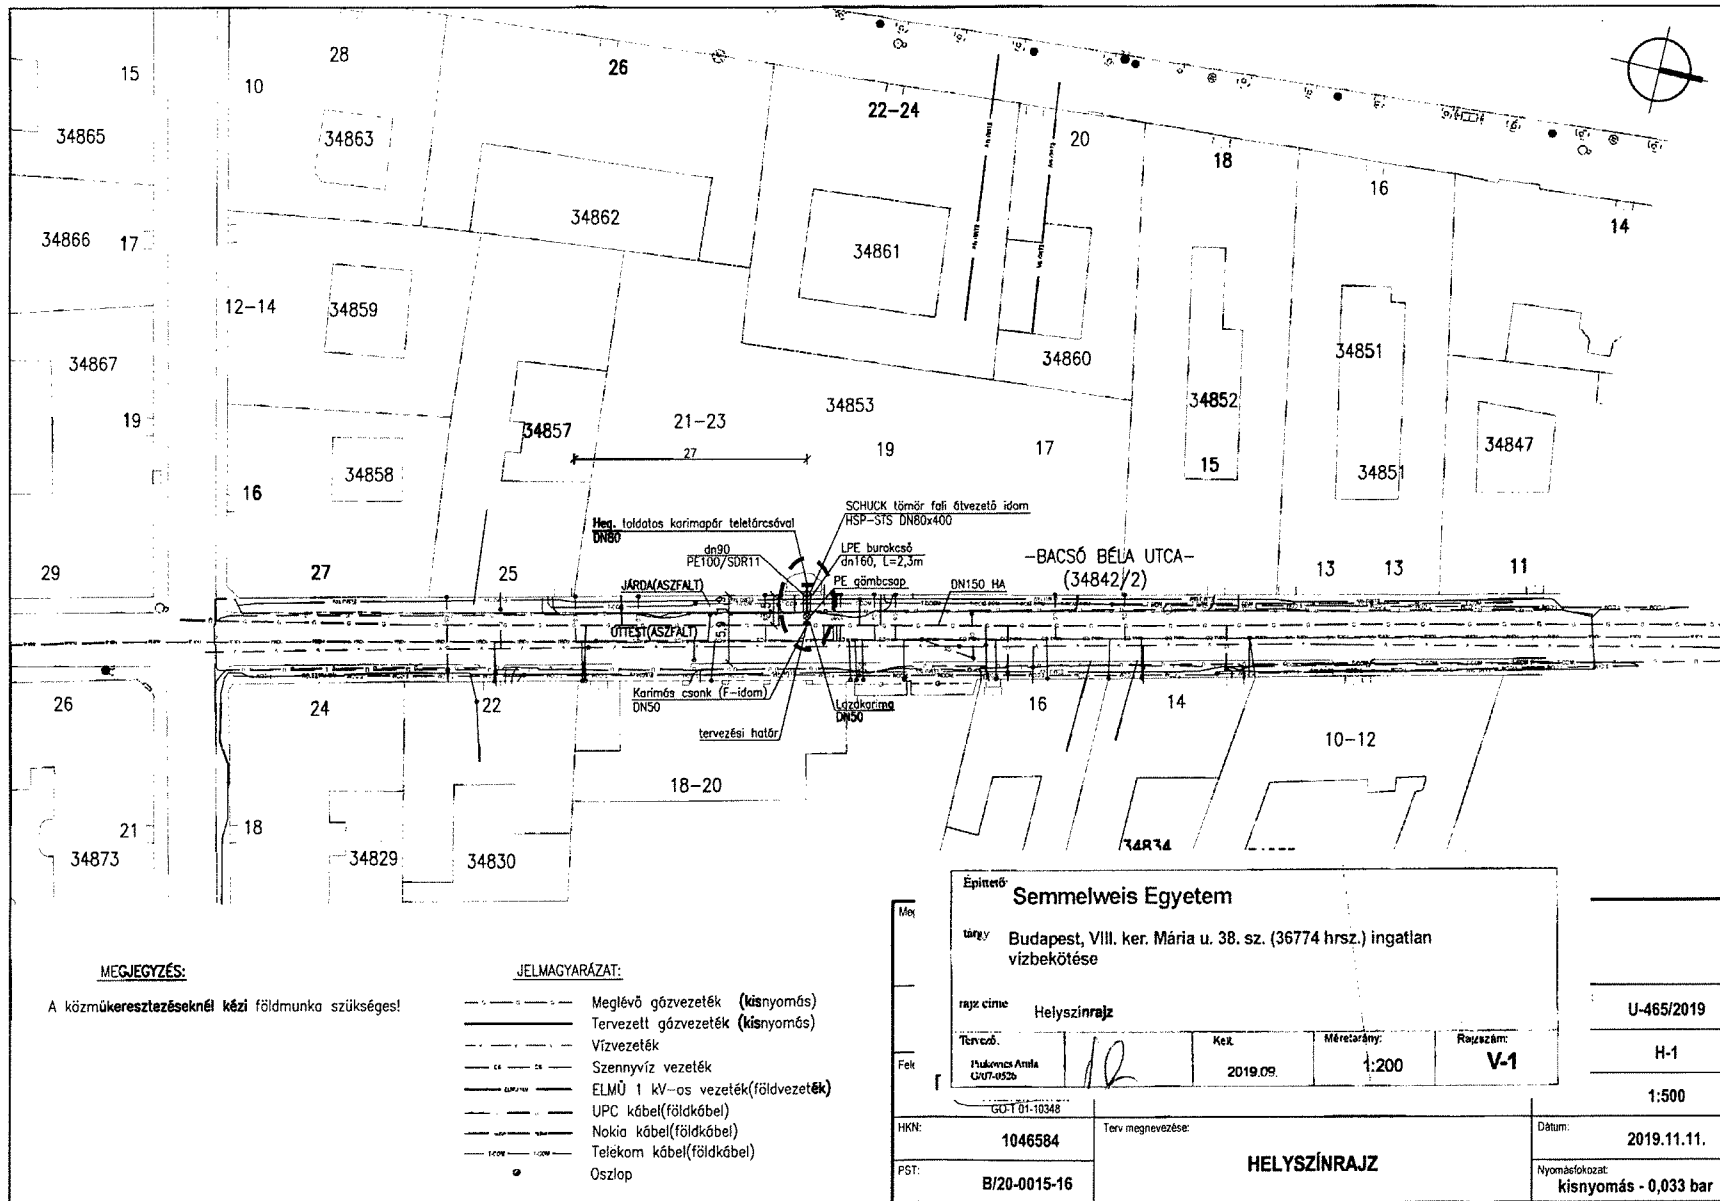 28
26
22-24
20
18
16
14
15
10
34865
34863
34862
34861
34866
17
12-14
34859
34867
34860
34852
34851
34853
21-23
19
34857
19
17
27
34858
15
34851
34847
16
SCHUCK tömör fali átvezető idom
HSP-STS DN80x400
Heg. toldatos karimapár teletárcsával
DN80
dn90
PE100/SDR11
LPE burokcső
dn160, L=2,3m
PE gömbcsap
-BACSÓ BÉLA UTCA-
(34842/2)
29
27
25
JÁRDA(ASZFALT)
DN150 HA
13
13
11
ÚTTEST(ASZFALT)
Karimás csonk (F-idom)
DN50
Lazakarima
DN50
tervezési határ
26
24
22
16
14
10-12
18-20
21
18
34873
34829
34830
34834
MEGJEGYZÉS:
A közműkeresztezéseknél kézi földmunka szükséges!
JELMAGYARÁZAT:
Meglévő gázvezeték (kisnyomás)
Tervezett gázvezeték (kisnyomás)
Vízvezeték
Szennyvíz vezeték
ELMŰ 1 kV-os vezeték(földvezeték)
UPC kábel(földkábel)
Nokia kábel(földkábel)
Telekom kábel(földkábel)
Oszlop
Építtető:
Semmelweis Egyetem
tárgy
Budapest, VIII. ker. Mária u. 38. sz. (36774 hrsz.) ingatlan
vízbekötése
rajz címe
Helyszínrajz
Tervező:
G/07-0526
Kelt:
2019.09.
Méretarány:
1:200
Rajzszám:
V-1
U-465/2019
H-1
1:500
GO-T 01-10348
HKN:
1046584
Terv megnevezése:
HELYSZÍNRAJZ
Dátum:
2019.11.11.
PST:
B/20-0015-16
Nyomásfokozat:
kisnyomás - 0,033 bar